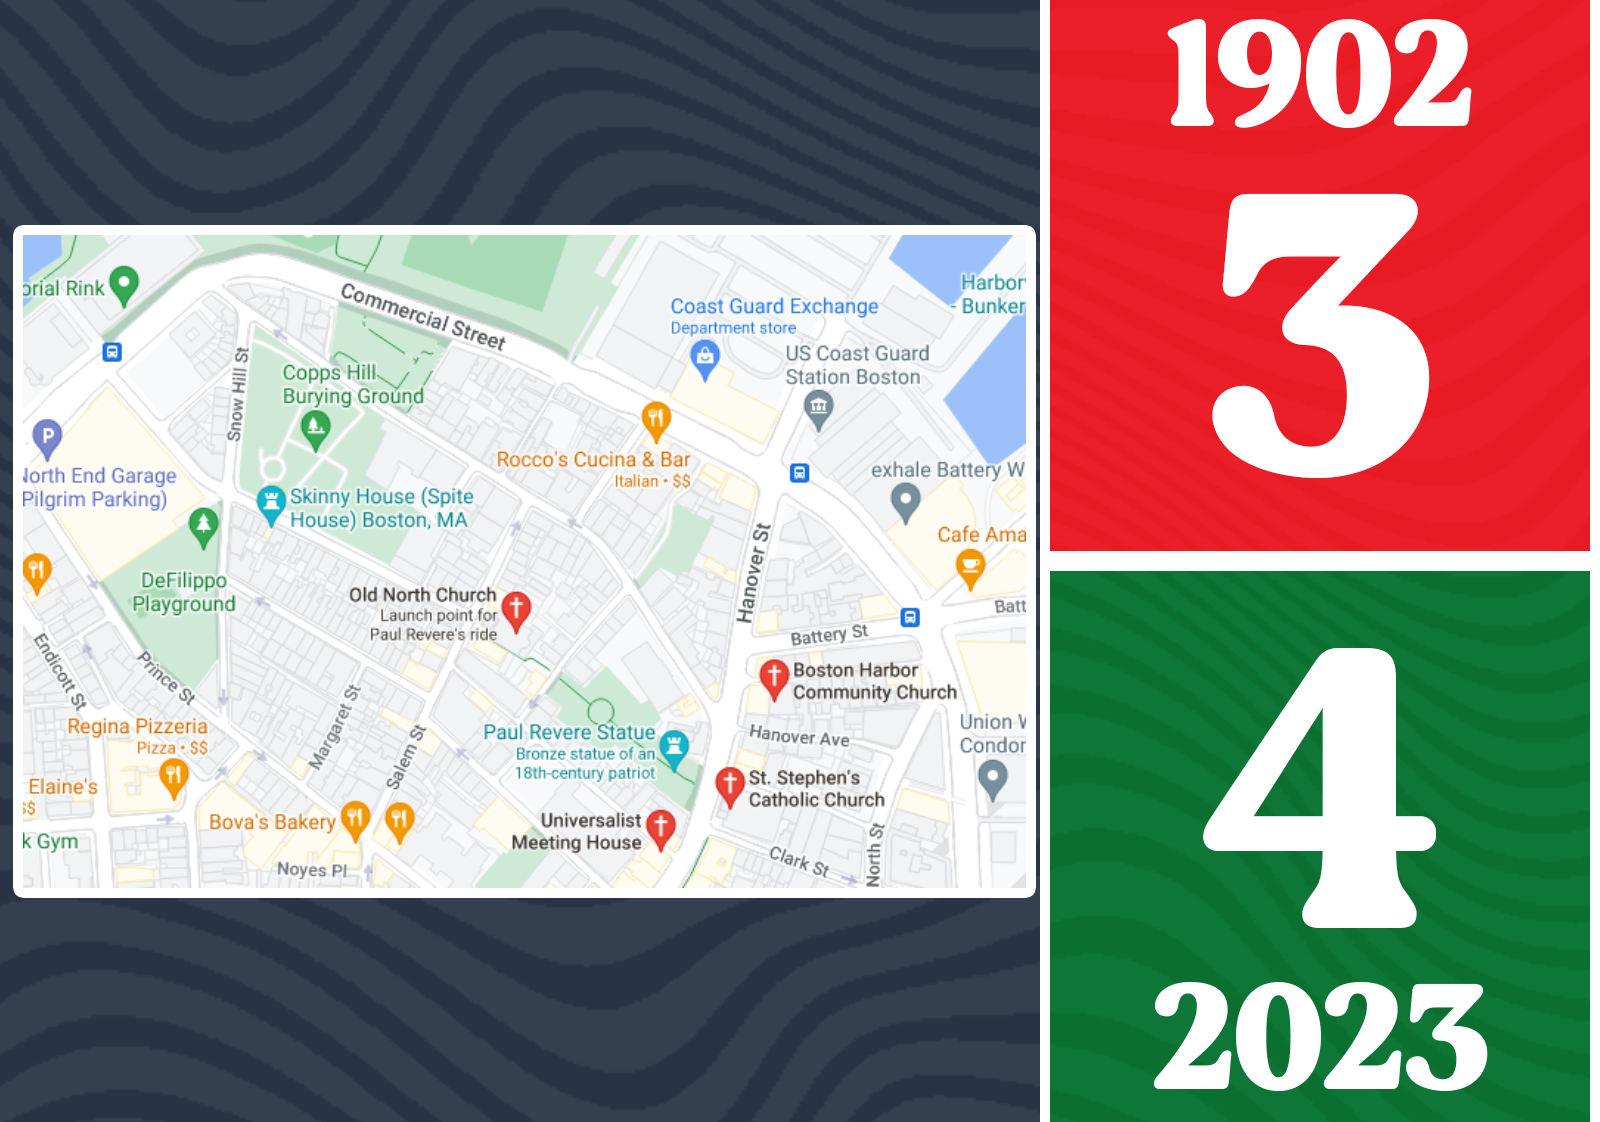 orial Rink
Commercial Street
Coast Guard Exchange
Department store
Harbor
- Bunker
US Coast Guard
Station Boston
Snow Hill St
Copps Hill
Burying Ground
P
North End Garage
Pilgrim Parking)
Rocco's Cucina & Bar
Italian • $$
exhale Battery W
Skinny House (Spite
House) Boston, MA
Cafe Ama
Hanover St
DeFilippo
Playground
Old North Church
Launch point for
Paul Revere's ride
Batt
Battery St
Endicott St
Prince St
Boston Harbor
Community Church
Margaret St
Salem St
Regina Pizzeria
Pizza • $$
Paul Revere Statue
Bronze statue of an
18th-century patriot
Hanover Ave
Union W
Condor
Elaine's
$$
St. Stephen's
Catholic Church
Bova's Bakery
Universalist
Meeting House
k Gym
Noyes Pl
Clark St
North St
1902
3
4
2023